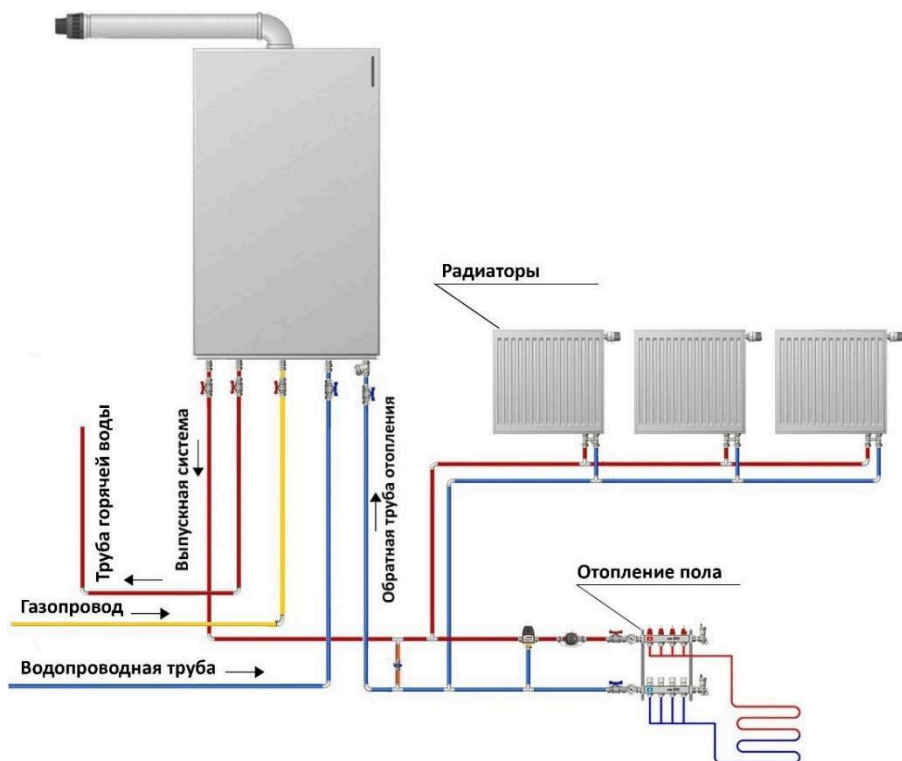 Радиаторы
Труба горячей воды
Выпускная система
Обратная труба отопления
Отопление пола
Газопровод
Водопроводная труба